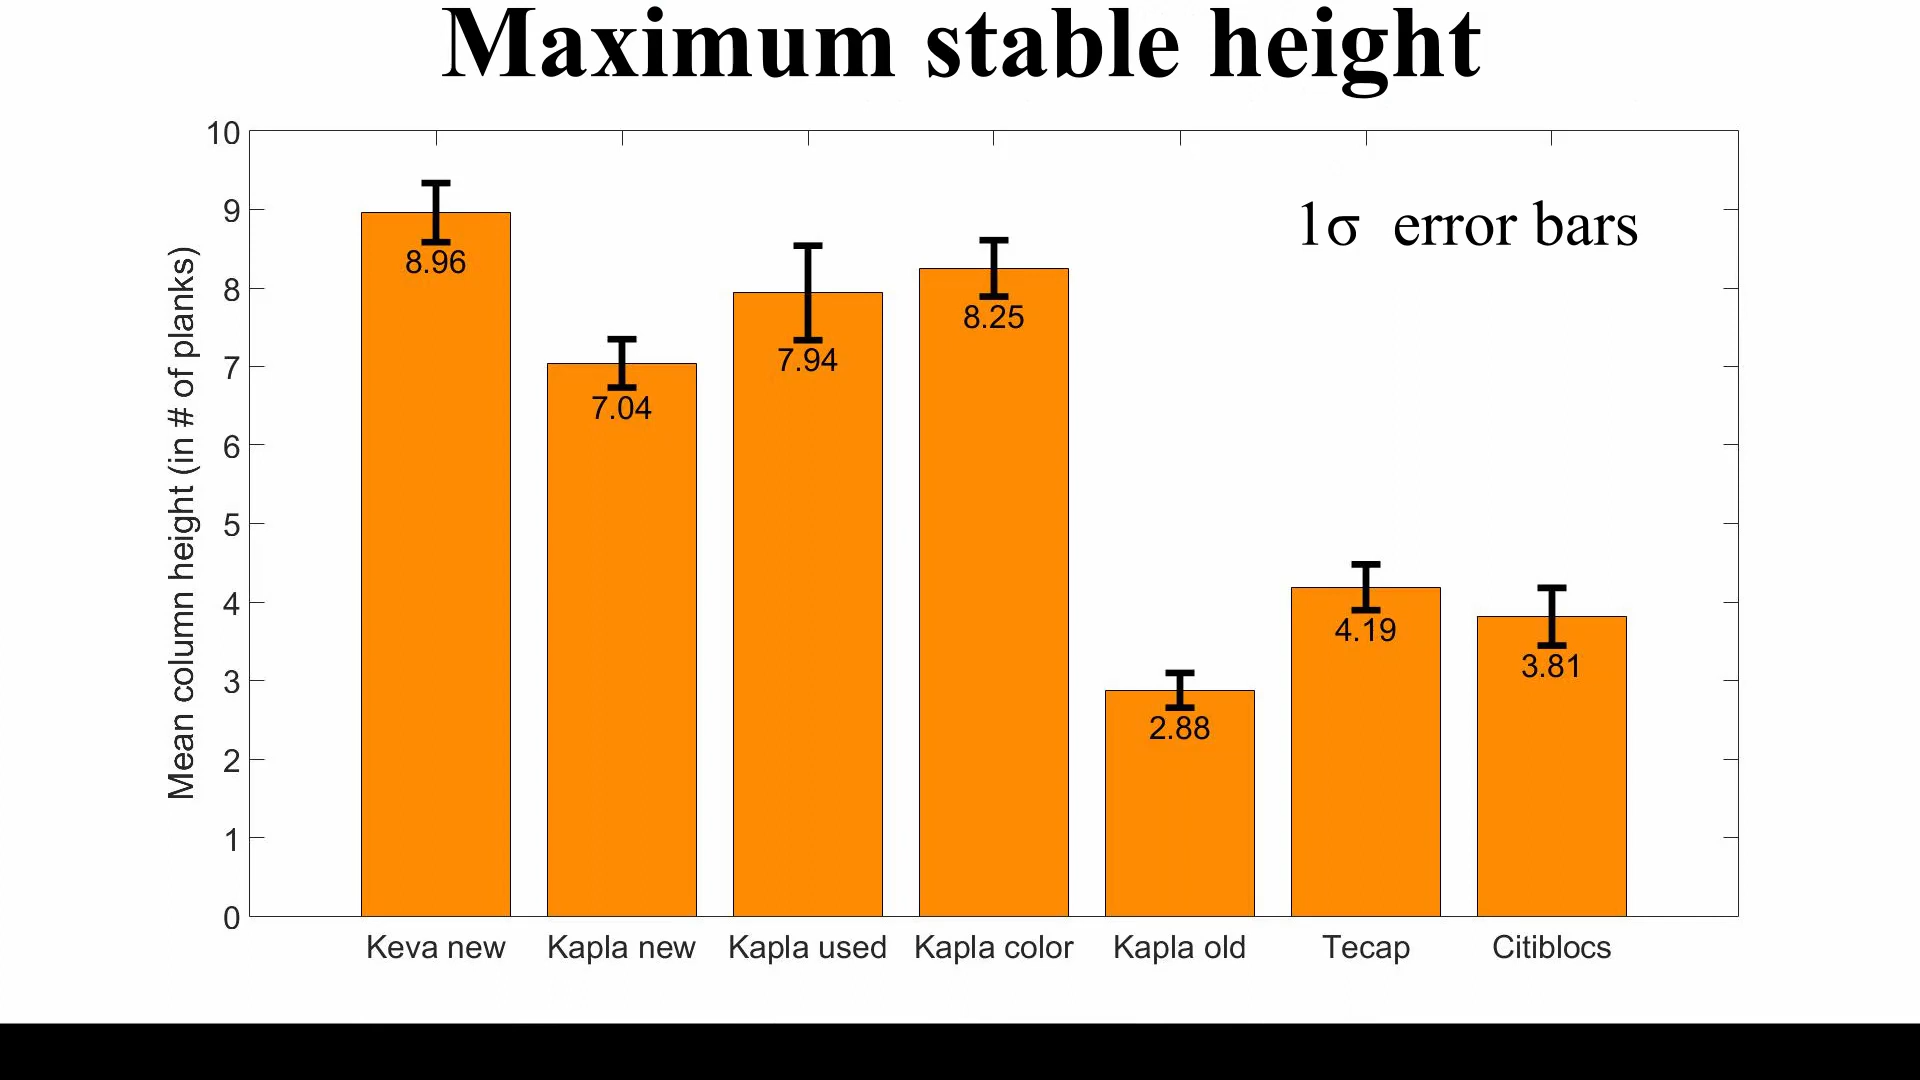 Maximum stable height
10
9
8
7
6
5
4
3
2
1
0
Mean column height (in # of planks)
1σ error bars
8.96
7.04
7.94
8.25
2.88
4.19
3.81
Keva new
Kapla new
Kapla used
Kapla color
Kapla old
Tecap
Citiblocs